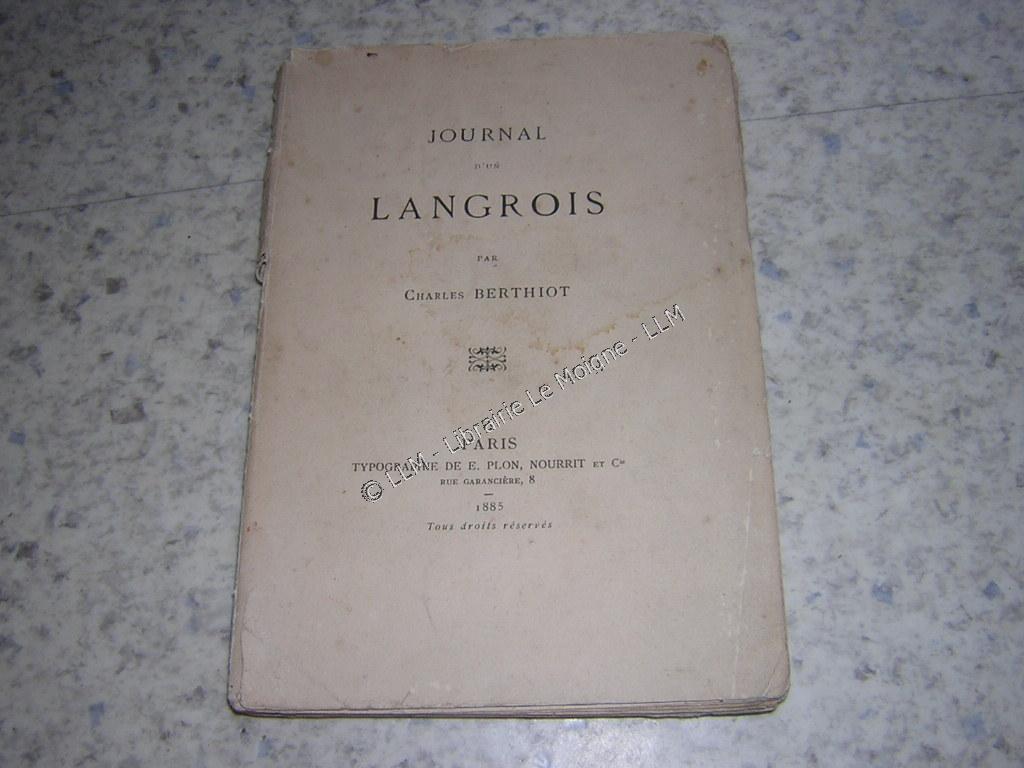 JOURNAL
D'UN
LANGROIS
PAR
CHARLES BERTHIOT
PARIS
TYPOGRAPHIE DE E. PLON, NOURRIT ET Cie
RUE GARANCIÈRE, 8
1885
Tous droits réservés
© LLM - Librairie Le Moigne - LLM